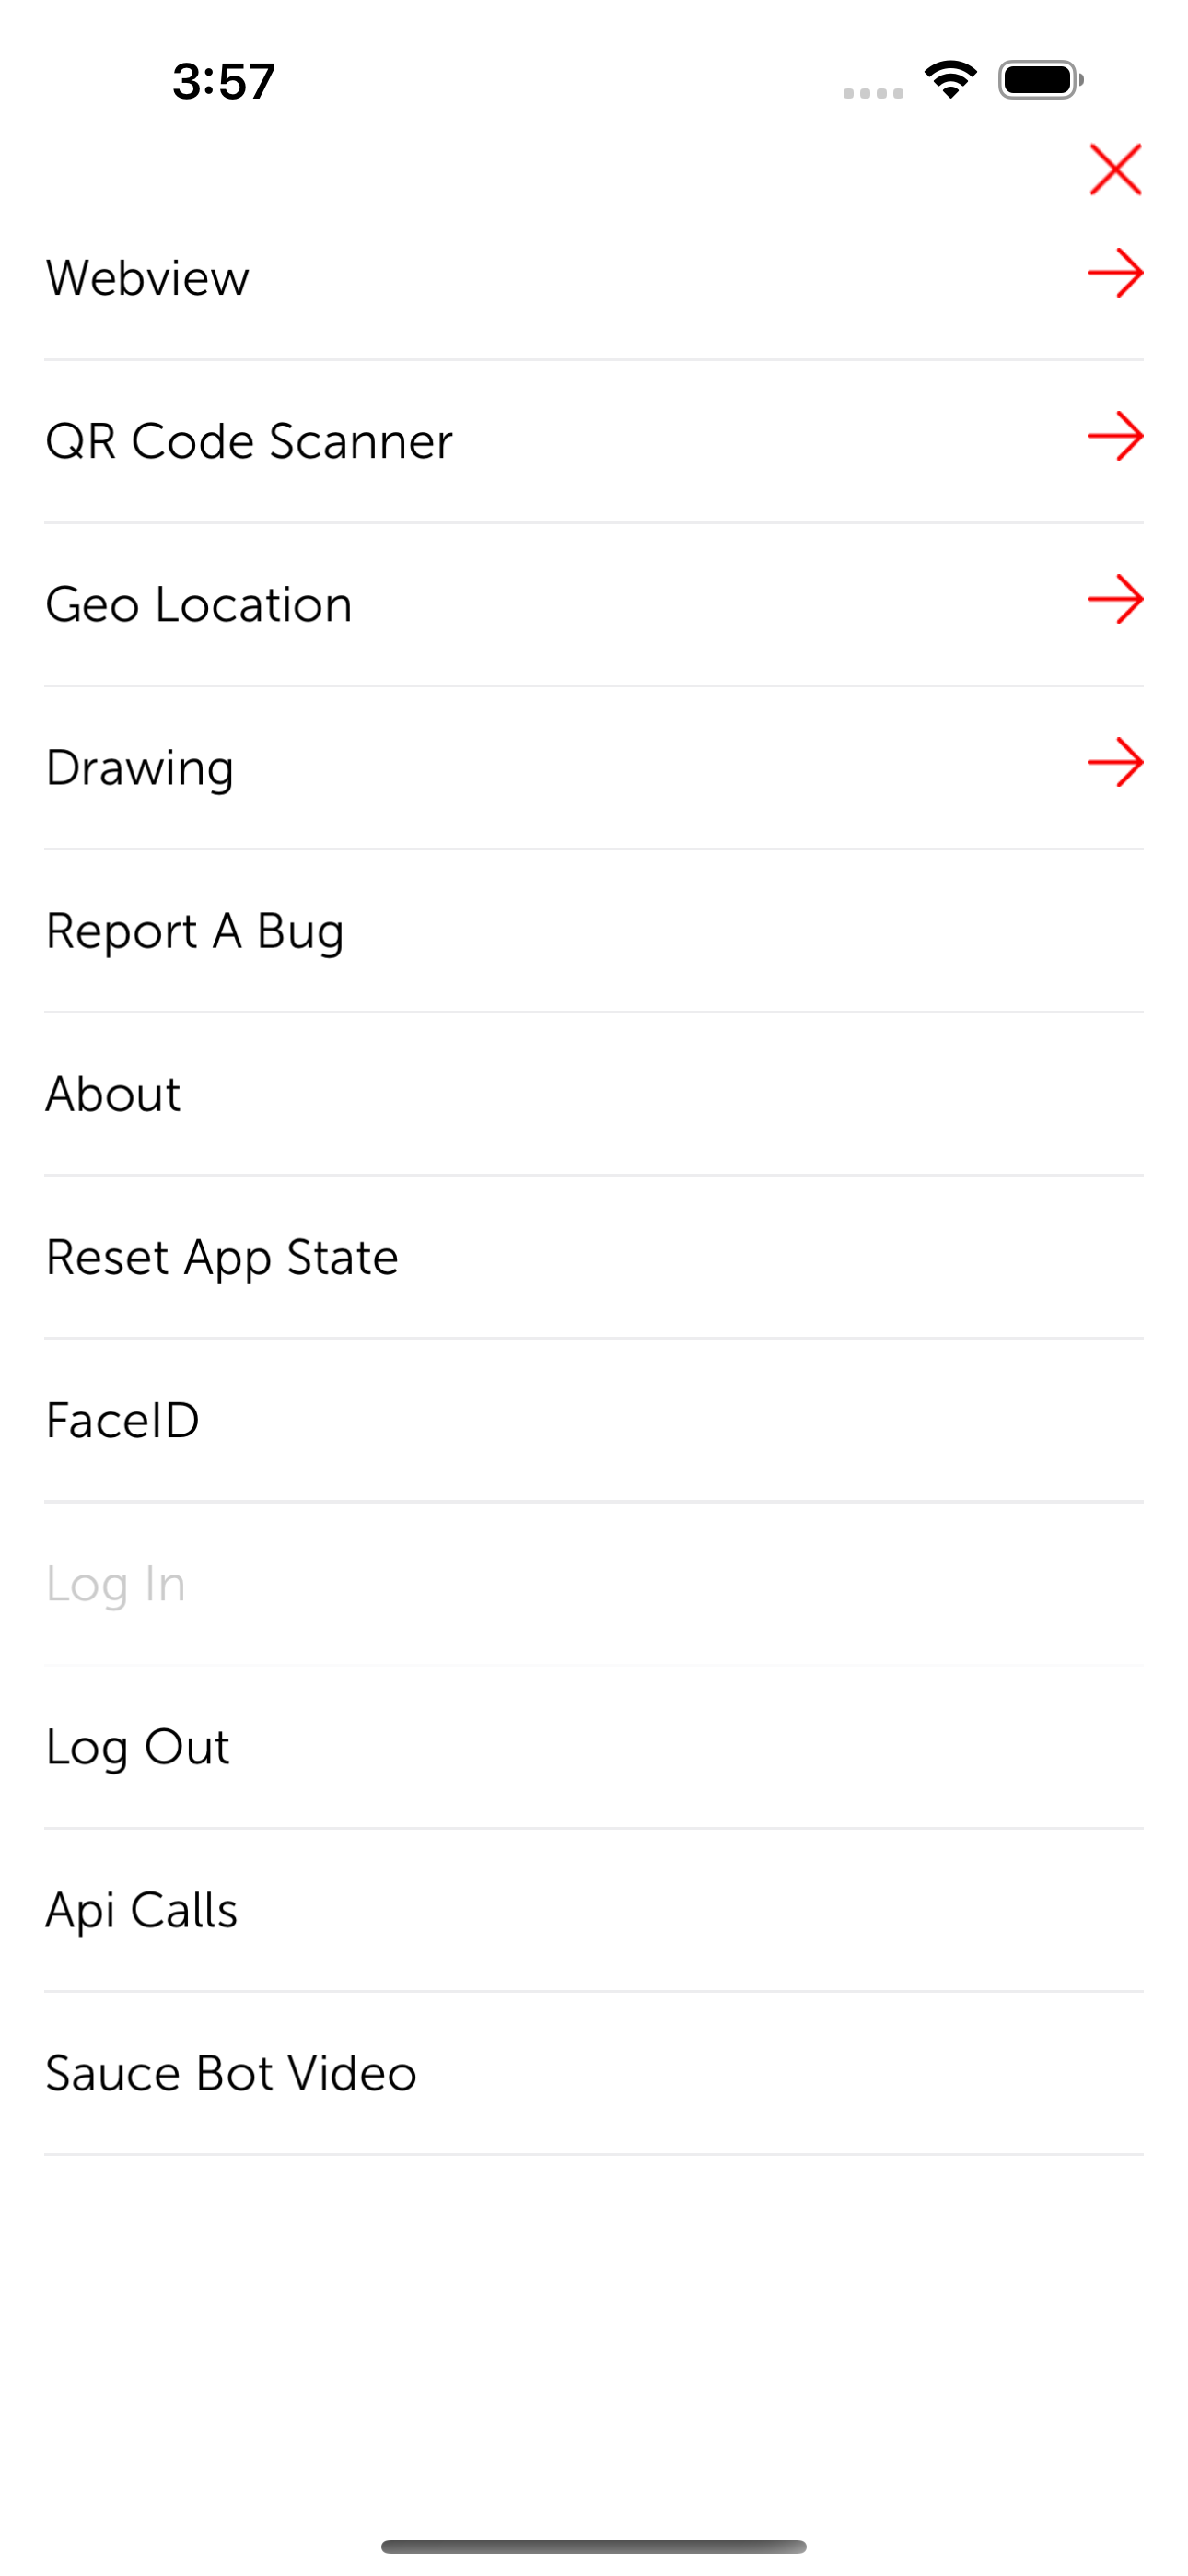 3:57
Webview
QR Code Scanner
Geo Location
Drawing
Report A Bug
About
Reset App State
FaceID
Log In
Log Out
Api Calls
Sauce Bot Video